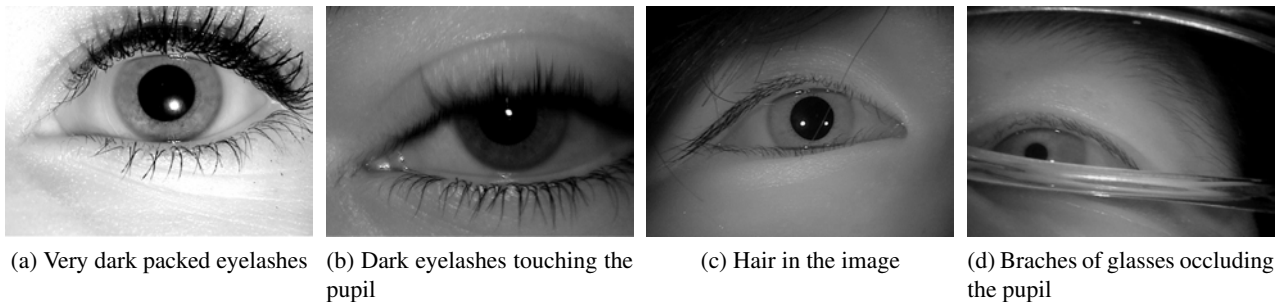 (a) Very dark packed eyelashes
(b) Dark eyelashes touching the
pupil
(c) Hair in the image
(d) Braches of glasses occluding
the pupil